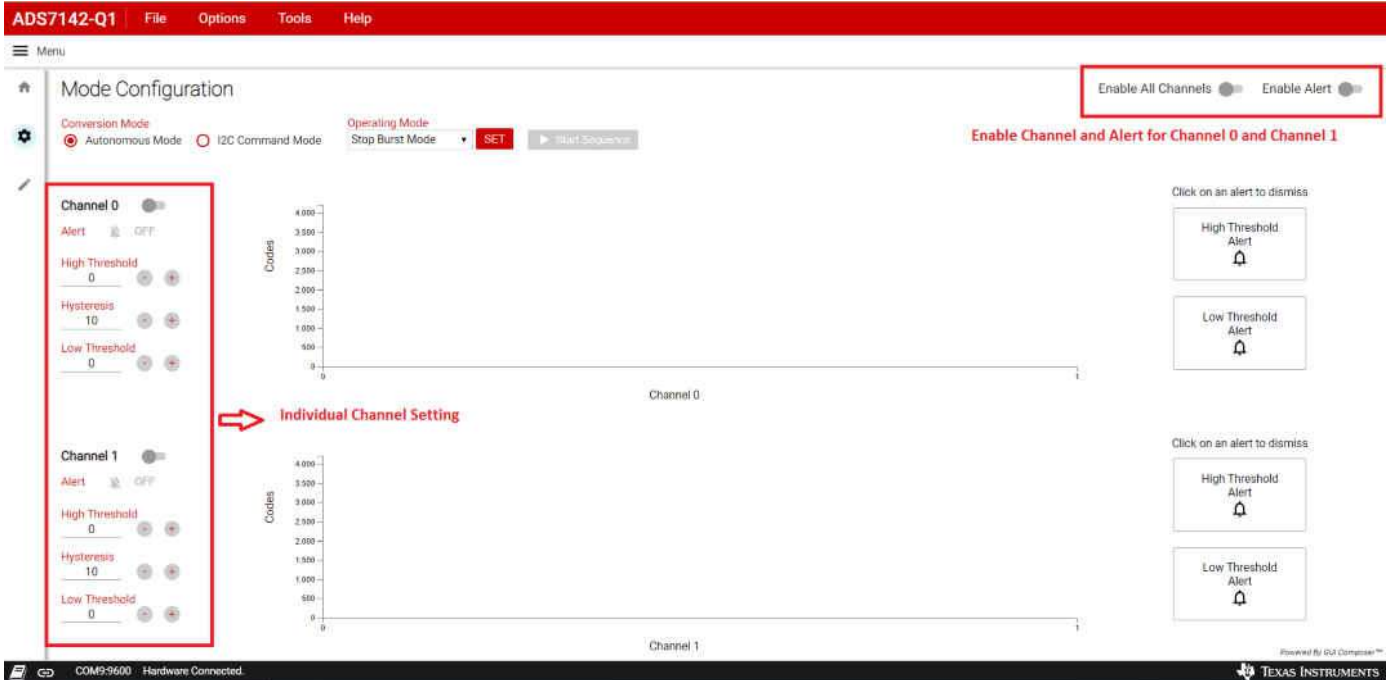 ADS7142-Q1 File Options Tools Help
Menu
Mode Configuration
Enable All Channels Enable Alert
Conversion Mode
Autonomous Mode I2C Command Mode
Operating Mode
Stop Burst Mode SET Start Sequence
Enable Channel and Alert for Channel 0 and Channel 1
Channel 0
Alert OFF
High Threshold
0
Hysteresis
10
Low Threshold
0
Codes
4,000
3,500
3,000
2,500
2,000
1,500
1,000
500
0
0 1
Channel 0
Click on an alert to dismiss
High Threshold
Alert
Low Threshold
Alert
Individual Channel Setting
Channel 1
Alert OFF
High Threshold
0
Hysteresis
10
Low Threshold
0
Codes
4,000
3,500
3,000
2,500
2,000
1,500
1,000
500
0
0 1
Channel 1
Click on an alert to dismiss
High Threshold
Alert
Low Threshold
Alert
Powered By GUI Composer™
COM9:9600 Hardware Connected.
TEXAS INSTRUMENTS